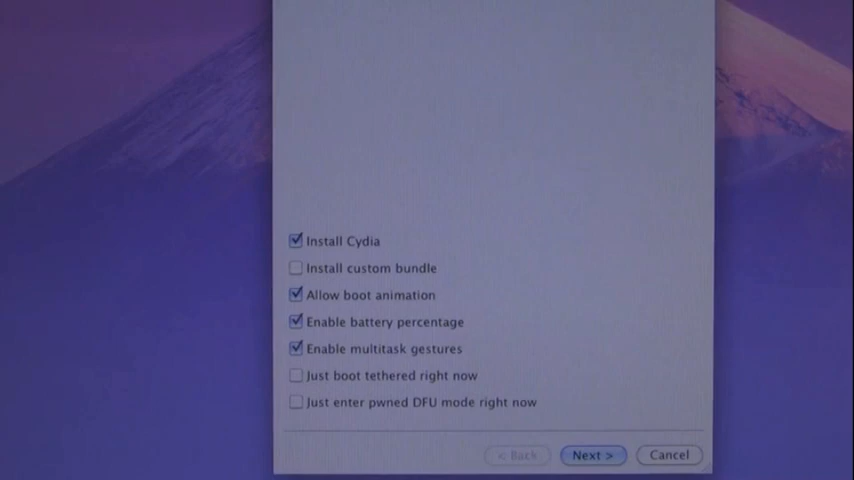 Install Cydia
Install custom bundle
Allow boot animation
Enable battery percentage
Enable multitask gestures
Just boot tethered right now
Just enter pwned DFU mode right now
< Back Next > Cancel